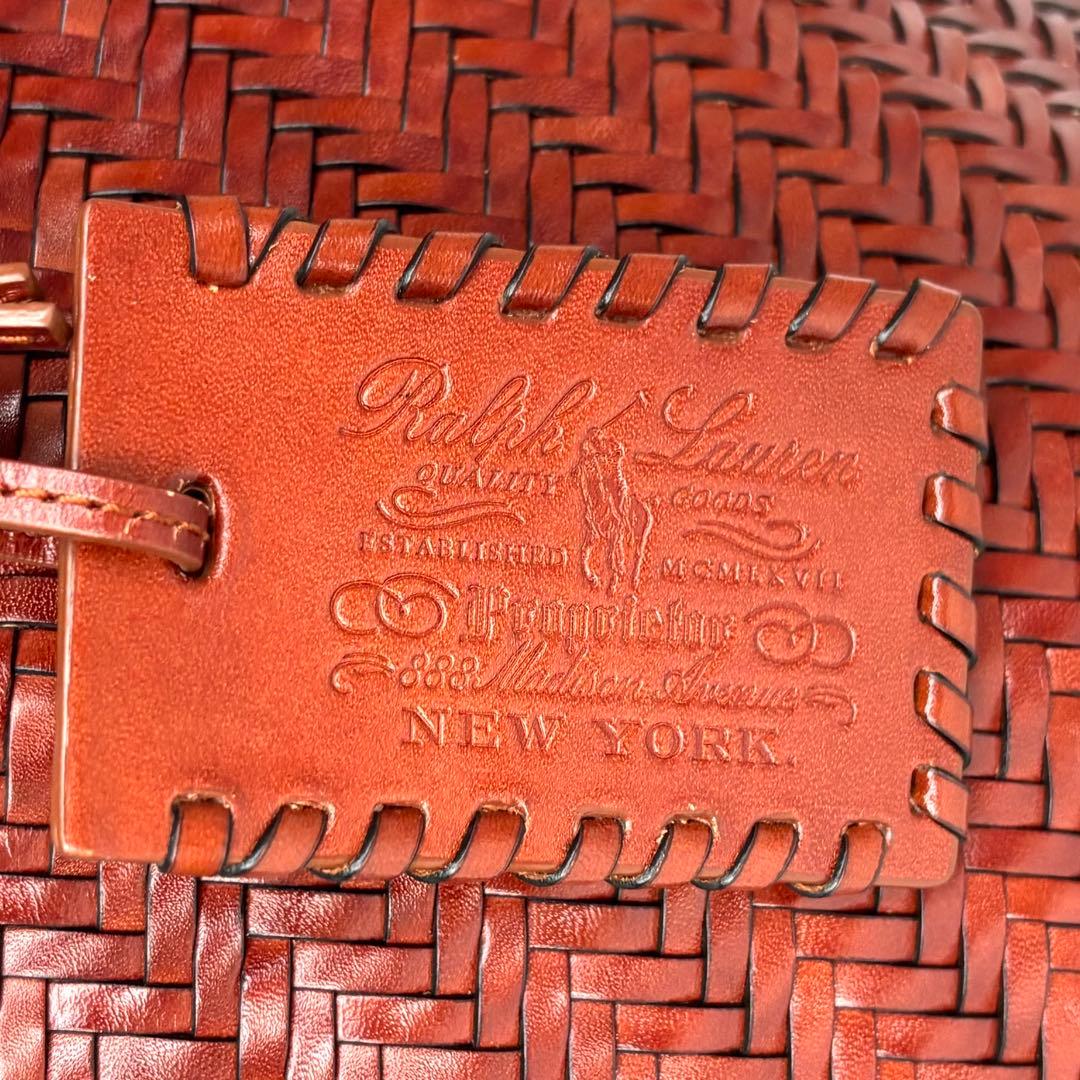 Ralph Lauren
QUALITY GOODS
ESTABLISHED MCMLXVII
Proprietor
888 Madison Avenue
NEW YORK.